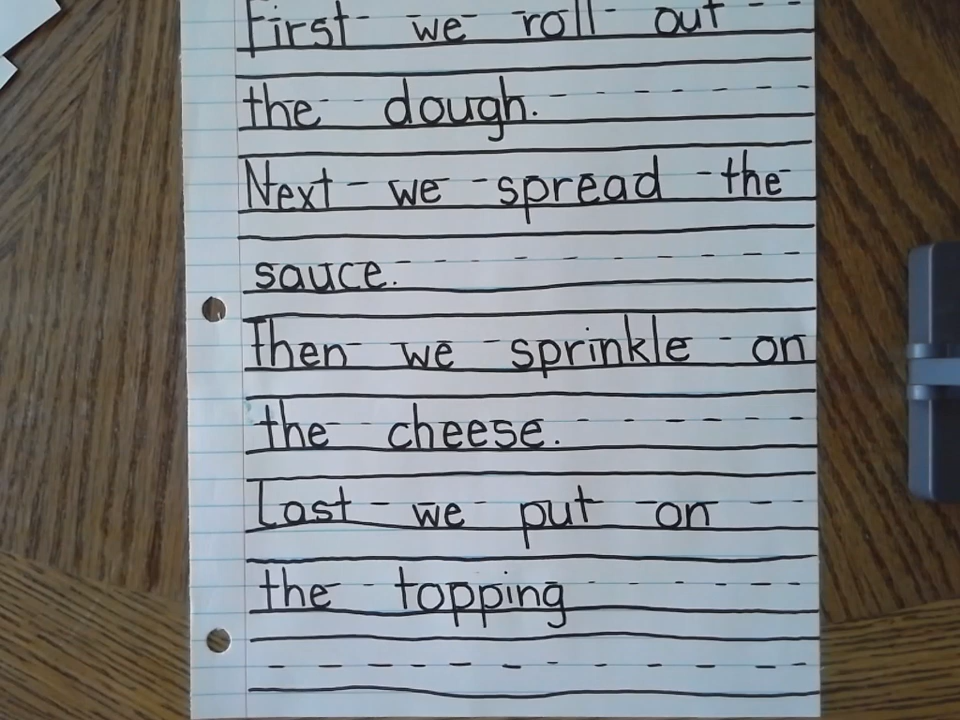 First we roll out
the dough.
Next we spread the
sauce.
Then we sprinkle on
the cheese.
Last we put on
the topping